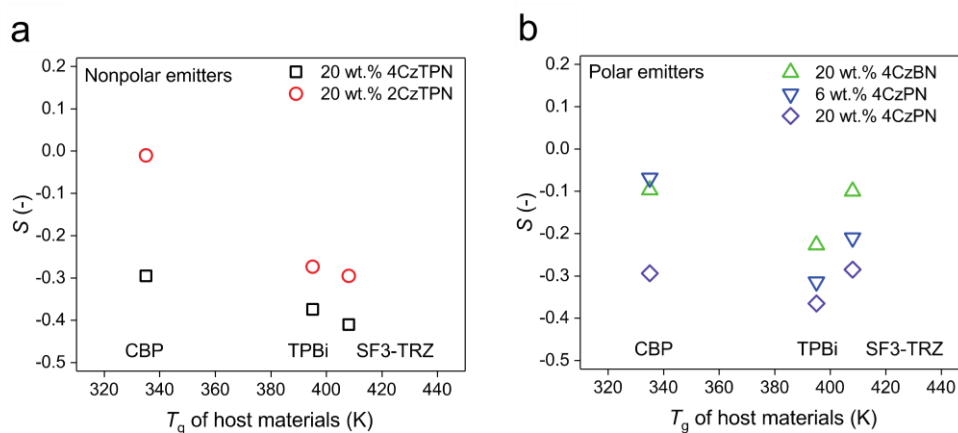 a
Nonpolar emitters
20 wt.% 4CzTPN
20 wt.% 2CzTPN
0.2
0.1
0.0
-0.1
-0.2
-0.3
-0.4
-0.5
S (-)
CBP
TPBi
SF3-TRZ
320 340 360 380 400 420 440
Tg of host materials (K)
b
Polar emitters
20 wt.% 4CzBN
6 wt.% 4CzPN
20 wt.% 4CzPN
0.2
0.1
0.0
-0.1
-0.2
-0.3
-0.4
-0.5
S (-)
CBP
TPBi
SF3-TRZ
320 340 360 380 400 420 440
Tg of host materials (K)